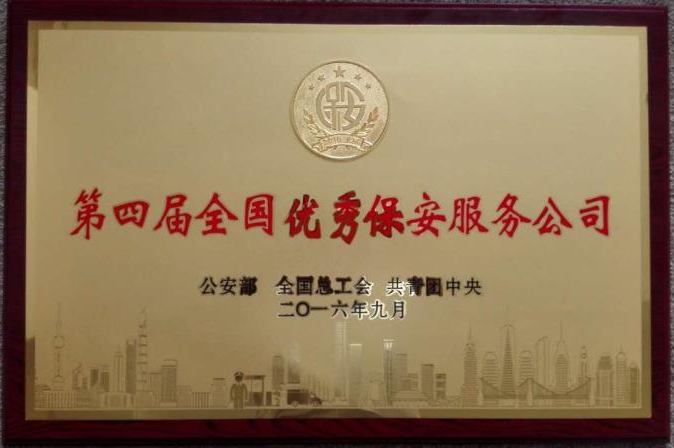 第四届全国优秀保安服务公司
公安部 全国总工会 共青团中央
二〇一六年九月